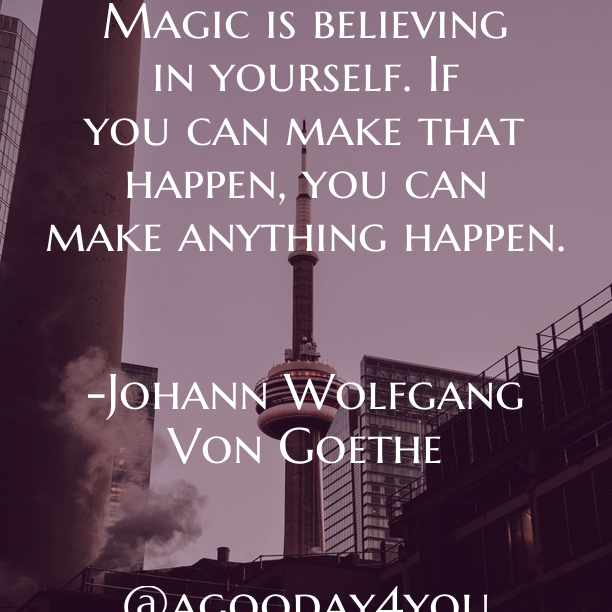 Magic is believing
in yourself. If
you can make that
happen, you can
make anything happen.
-Johann Wolfgang
Von Goethe
@agooday4you